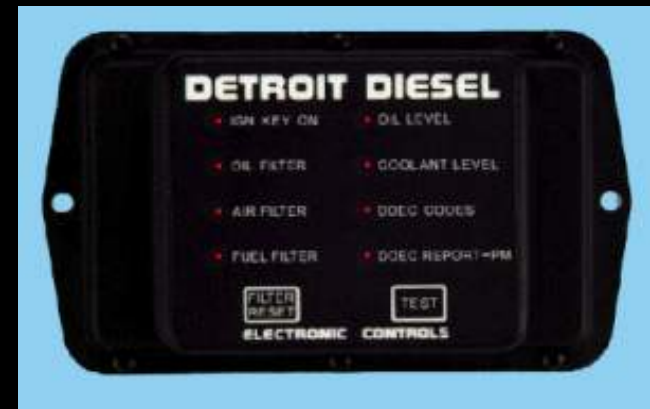 DETROIT DIESEL
IGN KEY ON
OIL LEVEL
OIL FILTER
COOLANT LEVEL
AIR FILTER
DDEC CODES
FUEL FILTER
DDEC REPORT-PM
FILTER
RESET
TEST
ELECTRONIC CONTROLS